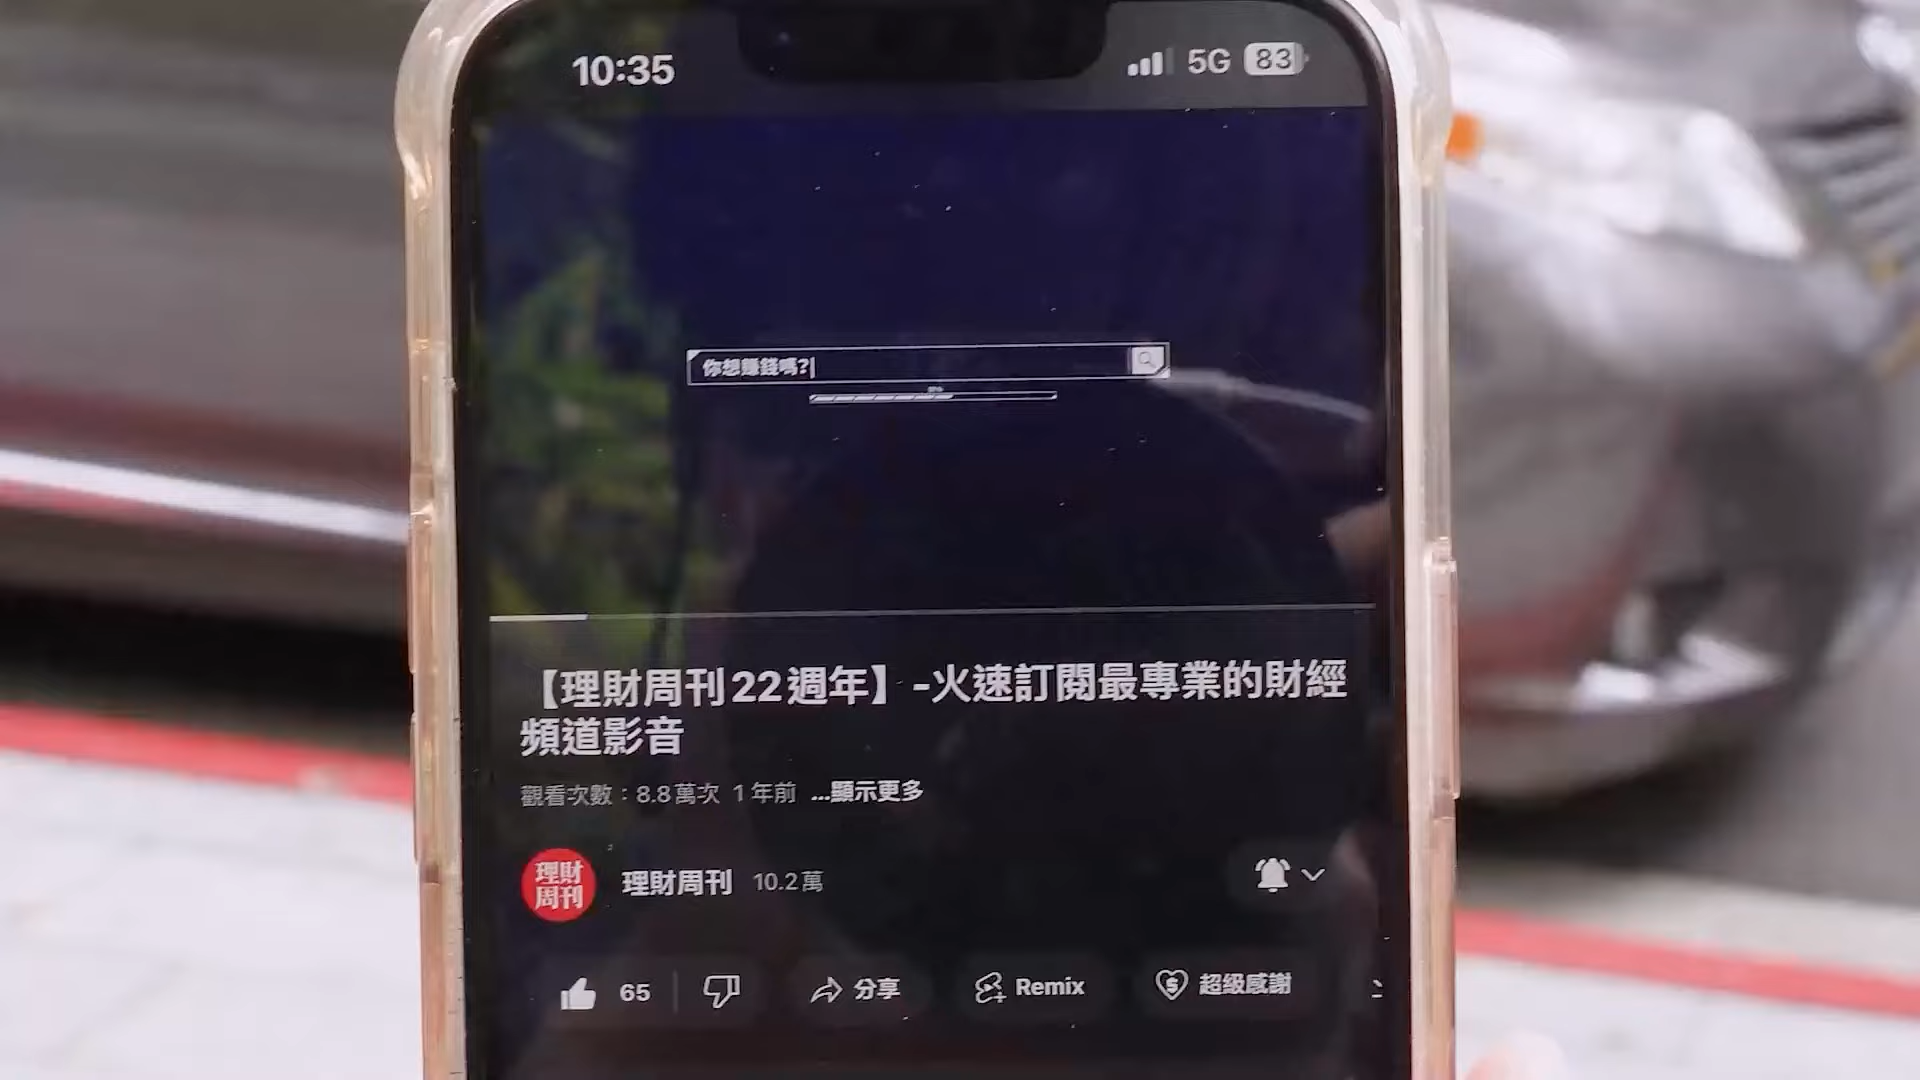 10:35
5G 83
你想賺錢嗎?
【理財周刊22週年】-火速訂閱最專業的財經
頻道影音
觀看次數：8.8萬次 1年前 ...顯示更多
理財
周刊
理財周刊 10.2萬
65 分享 Remix 超級感謝